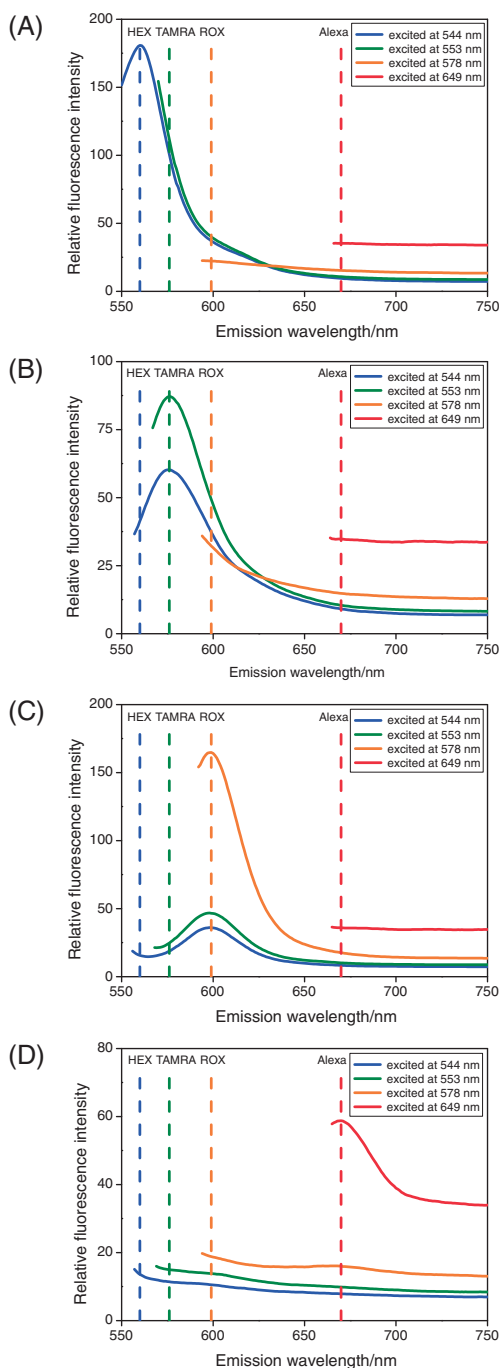 (A)
HEX TAMRA ROX Alexa
excited at 544 nm
excited at 553 nm
excited at 578 nm
excited at 649 nm
Relative fluorescence intensity
200
150
100
50
0
550 600 650 700 750
Emission wavelength/nm
(B)
HEX TAMRA ROX Alexa
excited at 544 nm
excited at 553 nm
excited at 578 nm
excited at 649 nm
Relative fluorescence intensity
100
75
50
25
0
550 600 650 700 750
Emission wavelength/nm
(C)
HEX TAMRA ROX Alexa
excited at 544 nm
excited at 553 nm
excited at 578 nm
excited at 649 nm
Relative fluorescence intensity
200
150
100
50
0
550 600 650 700 750
Emission wavelength/nm
(D)
HEX TAMRA ROX Alexa
excited at 544 nm
excited at 553 nm
excited at 578 nm
excited at 649 nm
Relative fluorescence intensity
80
60
40
20
0
550 600 650 700 750
Emission wavelength/nm